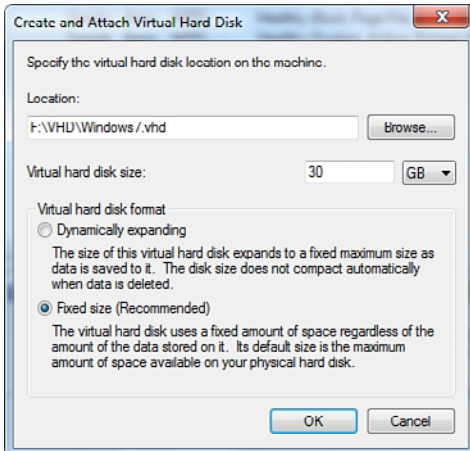 Create and Attach Virtual Hard Disk
Specify the virtual hard disk location on the machine.
Location:
F:\VHD\Windows7.vhd
Browse...
Virtual hard disk size:
30
GB
Virtual hard disk format
Dynamically expanding
The size of this virtual hard disk expands to a fixed maximum size as
data is saved to it. The disk size does not compact automatically
when data is deleted.
Fixed size (Recommended)
The virtual hard disk uses a fixed amount of space regardless of the
amount of the data stored on it. Its default size is the maximum
amount of space available on your physical hard disk.
OK
Cancel